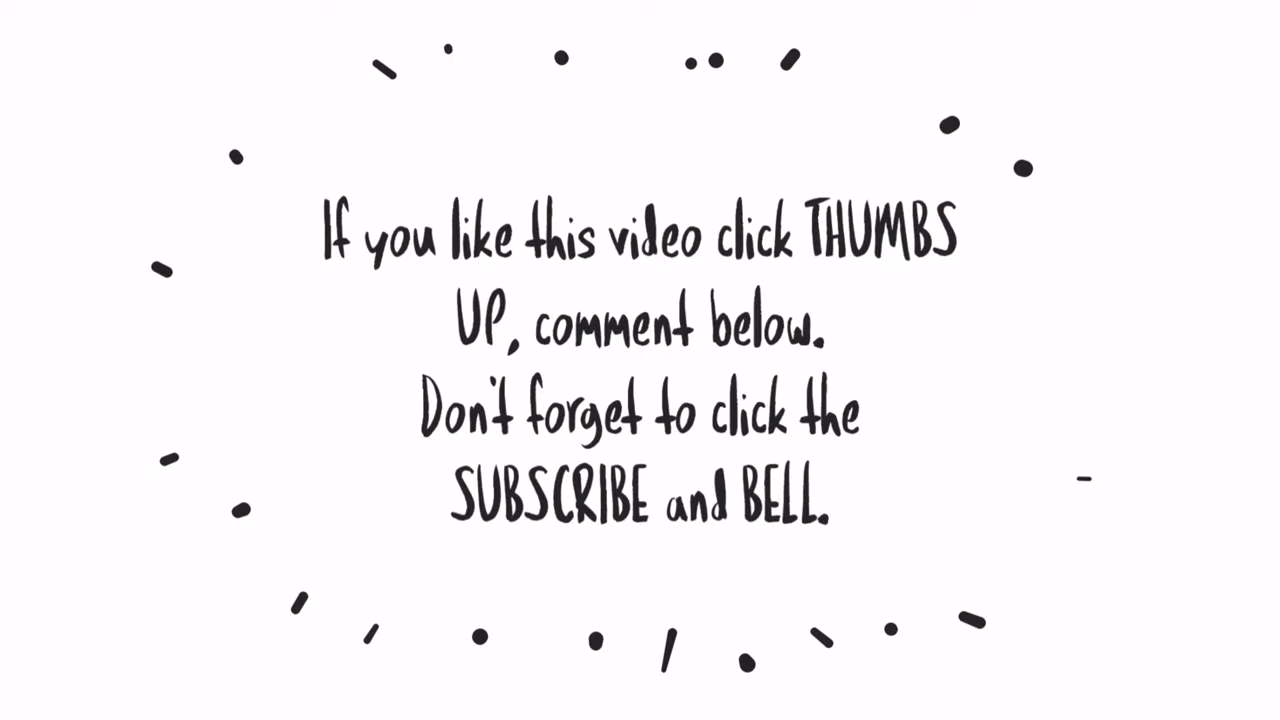 If you like this video click THUMBS
UP, comment below.
Don't forget to click the
SUBSCRIBE and BELL.